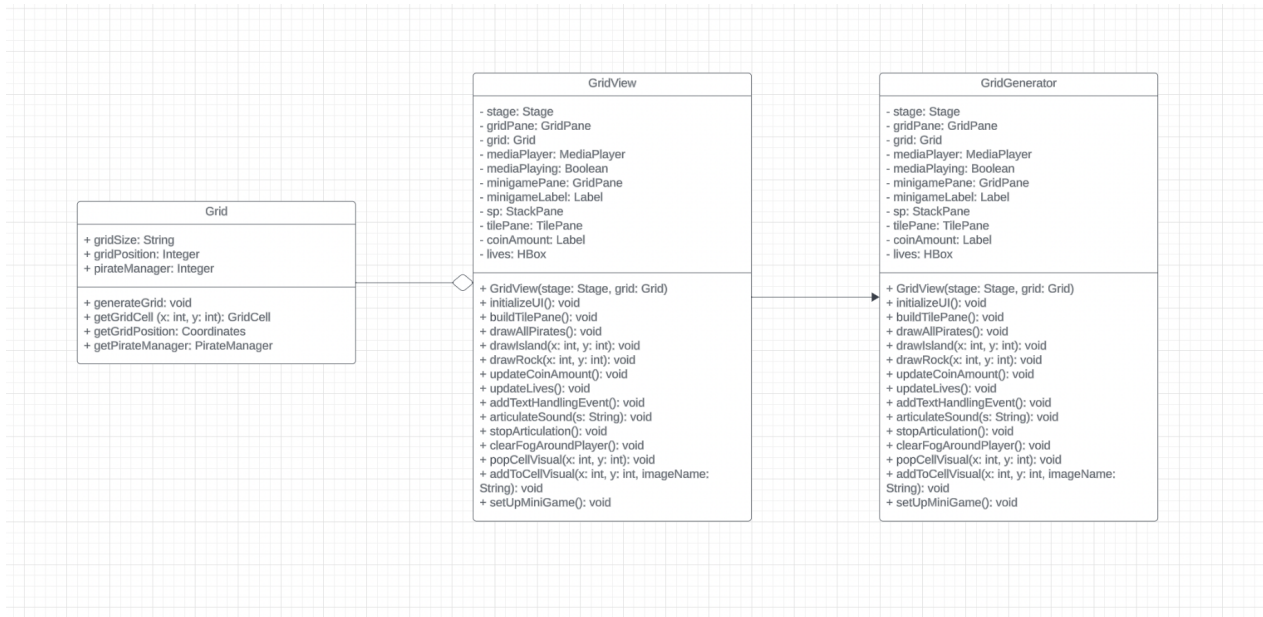 Grid
+ gridSize: String
+ gridPosition: Integer
+ pirateManager: Integer
+ generateGrid: void
+ getGridCell (x: int, y: int): GridCell
+ getGridPosition: Coordinates
+ getPirateManager: PirateManager
GridView
- stage: Stage
- gridPane: GridPane
- grid: Grid
- mediaPlayer: MediaPlayer
- mediaPlaying: Boolean
- minigamePane: GridPane
- minigameLabel: Label
- sp: StackPane
- tilePane: TilePane
- coinAmount: Label
- lives: HBox
+ GridView(stage: Stage, grid: Grid)
+ initializeUI(): void
+ buildTilePane(): void
+ drawAllPirates(): void
+ drawIsland(x: int, y: int): void
+ drawRock(x: int, y: int): void
+ updateCoinAmount(): void
+ updateLives(): void
+ addTextHandlingEvent(): void
+ articulateSound(s: String): void
+ stopArticulation(): void
+ clearFogAroundPlayer(): void
+ popCellVisual(x: int, y: int): void
+ addToCellVisual(x: int, y: int, imageName:
String): void
+ setUpMiniGame(): void
GridGenerator
- stage: Stage
- gridPane: GridPane
- grid: Grid
- mediaPlayer: MediaPlayer
- mediaPlaying: Boolean
- minigamePane: GridPane
- minigameLabel: Label
- sp: StackPane
- tilePane: TilePane
- coinAmount: Label
- lives: HBox
+ GridView(stage: Stage, grid: Grid)
+ initializeUI(): void
+ buildTilePane(): void
+ drawAllPirates(): void
+ drawIsland(x: int, y: int): void
+ drawRock(x: int, y: int): void
+ updateCoinAmount(): void
+ updateLives(): void
+ addTextHandlingEvent(): void
+ articulateSound(s: String): void
+ stopArticulation(): void
+ clearFogAroundPlayer(): void
+ popCellVisual(x: int, y: int): void
+ addToCellVisual(x: int, y: int, imageName:
String): void
+ setUpMiniGame(): void